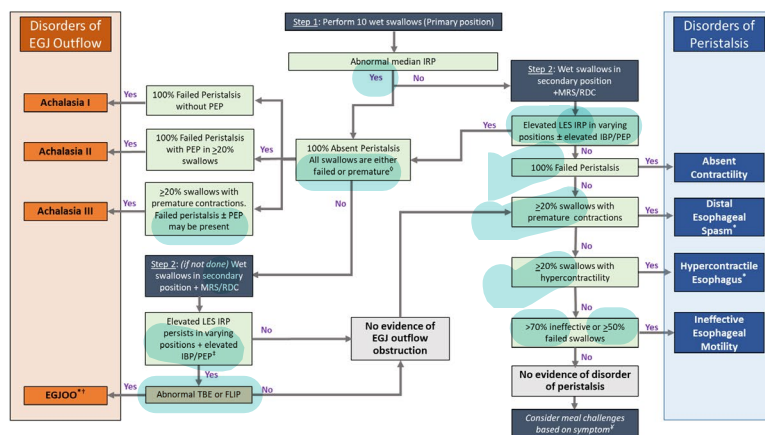 Disorders of
EGJ Outflow
Step 1: Perform 10 wet swallows (Primary position)
Disorders of
Peristalsis
Abnormal median IRP
Yes
No
Step 2: Wet swallows in
secondary position
+MRS/RDC
Yes
100% Failed Peristalsis
without PEP
Achalasia I
Yes
Elevated LES IRP in varying
positions ± elevated IBP/PEP
No
Yes
100% Failed Peristalsis
with PEP in ≥20%
swallows
Achalasia II
Yes
100% Absent Peristalsis
All swallows are either
failed or premature◊
100% Failed Peristalsis
Yes
Absent
Contractility
No
Yes
≥20% swallows with
premature contractions.
Failed peristalsis ± PEP
may be present
Achalasia III
No
≥20% swallows with
premature contractions
Yes
Distal
Esophageal
Spasm*
No
Step 2: (if not done) Wet
swallows in secondary
position + MRS/RDC
≥20% swallows with
hypercontractility
Yes
Hypercontractile
Esophagus*
No
Elevated LES IRP
persists in varying
positions + elevated
IBP/PEP‡
No
No evidence of
EGJ outflow
obstruction
>70% ineffective or ≥50%
failed swallows
Yes
Ineffective
Esophageal
Motility
Yes
No
No evidence of disorder
of peristalsis
EGJOO*†
Yes
Abnormal TBE or FLIP
No
Consider meal challenges
based on symptom¥